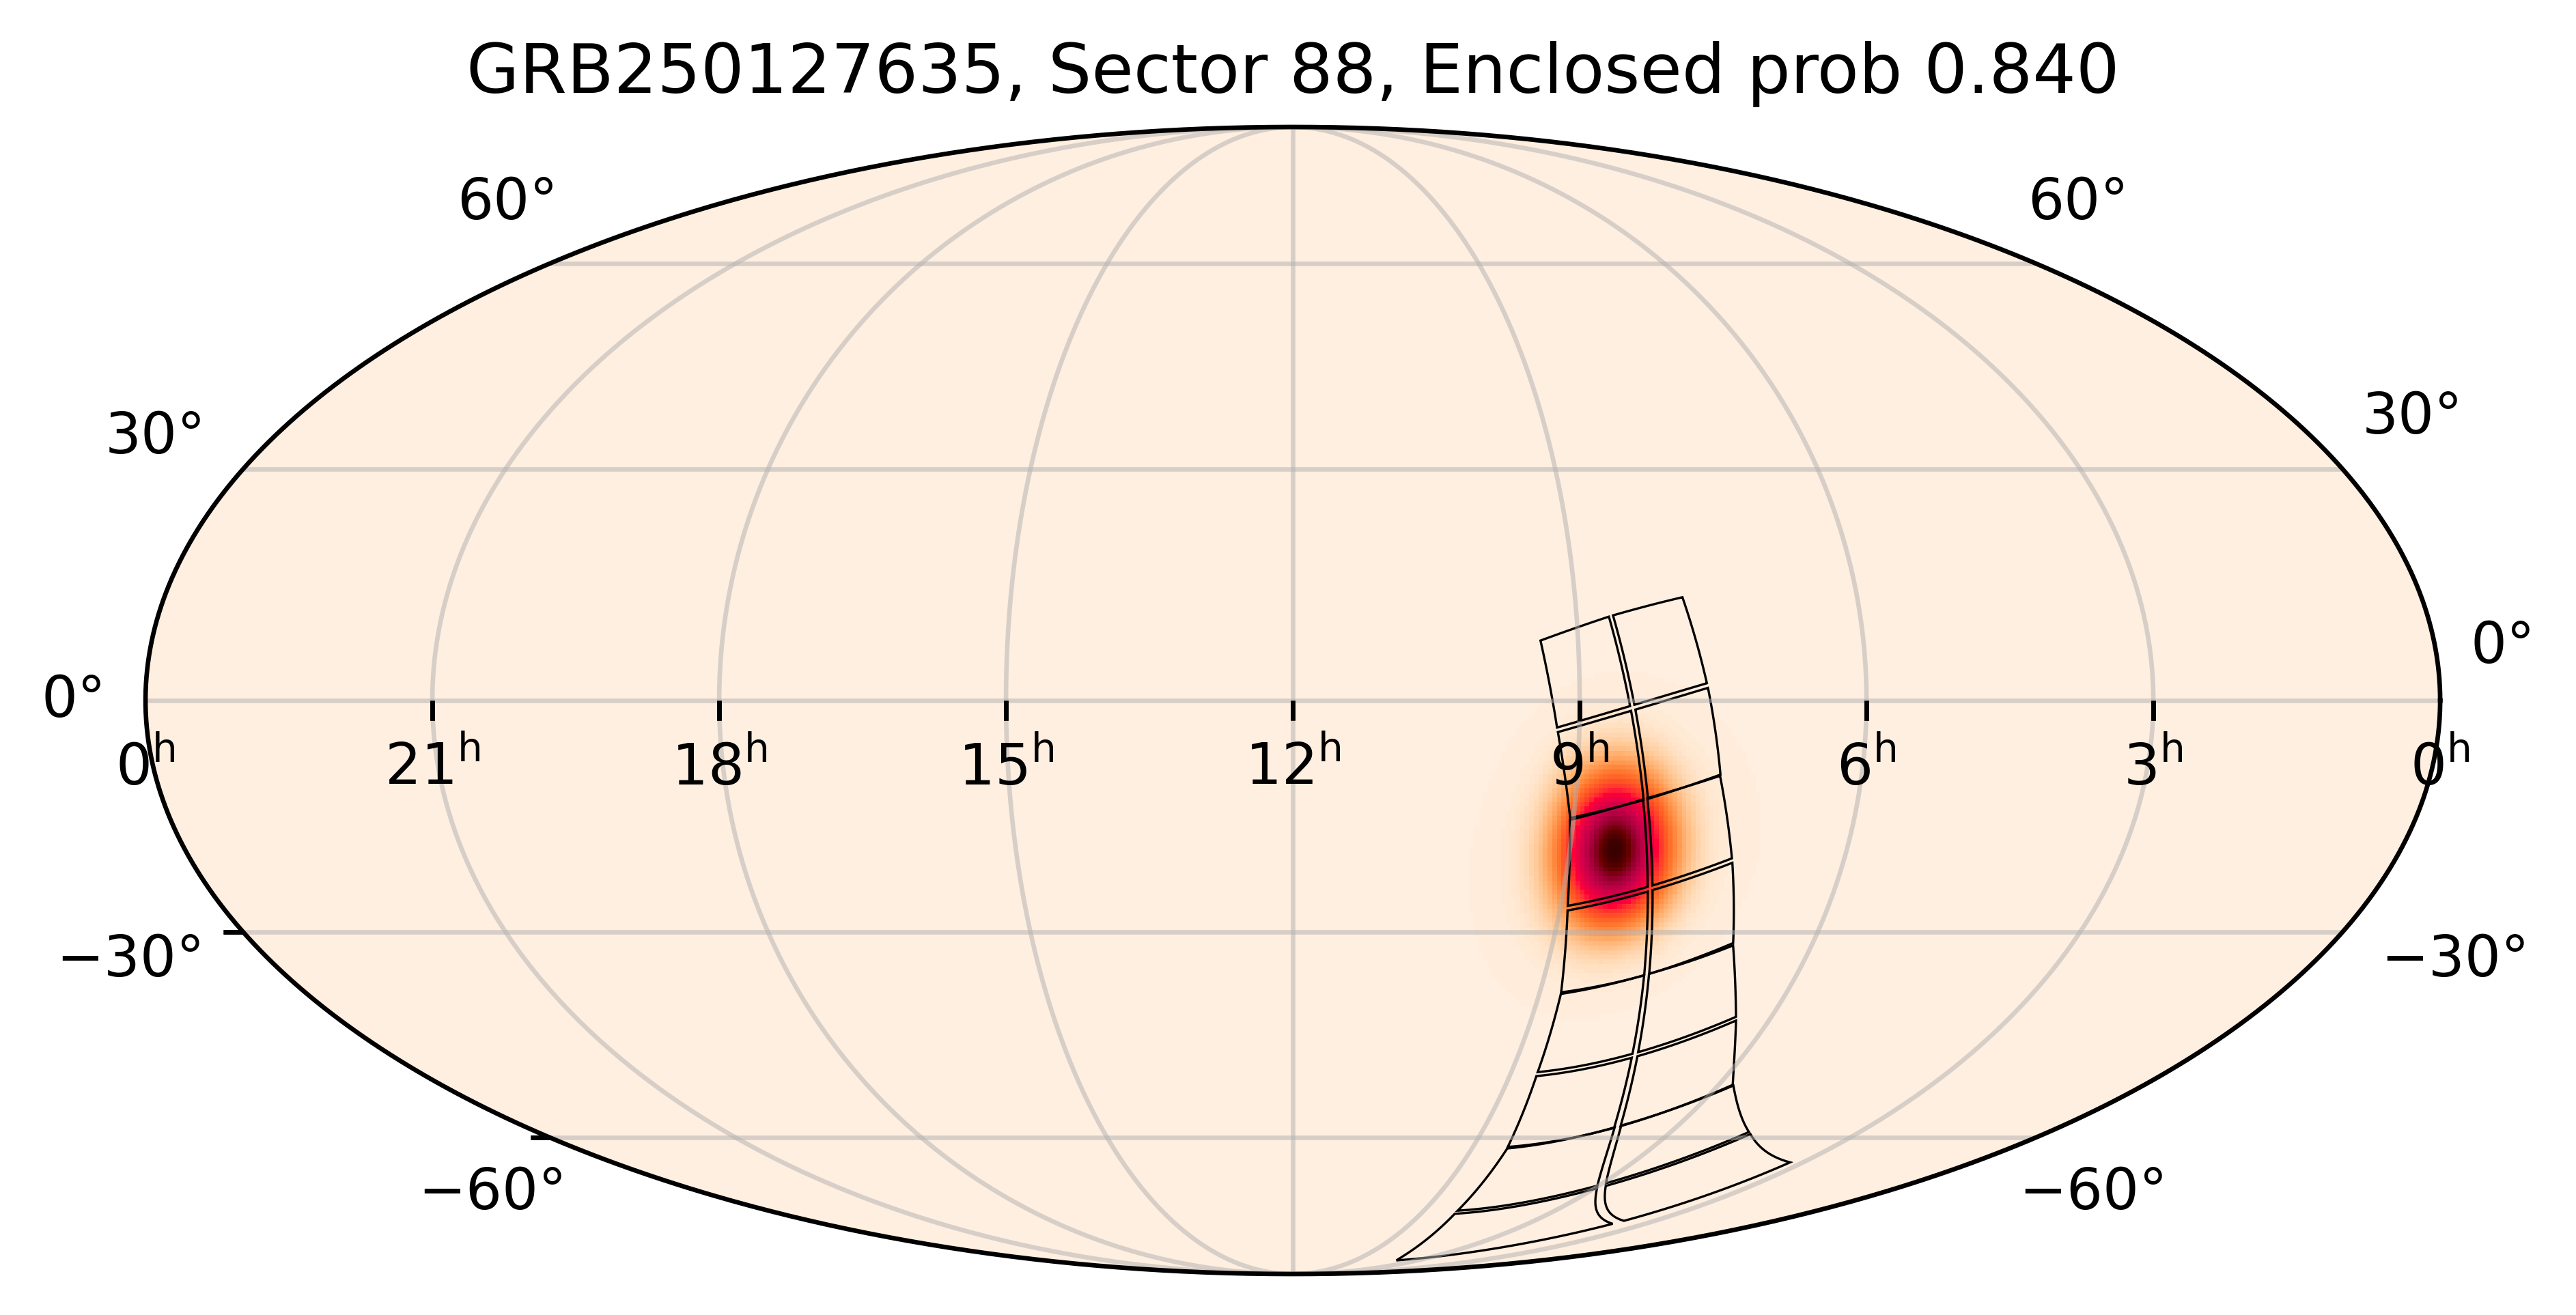 GRB250127635, Sector 88, Enclosed prob 0.840
60° 60°
30° 30°
0° 0°
0ʰ 21ʰ 18ʰ 15ʰ 12ʰ 9ʰ 6ʰ 3ʰ 0ʰ
−30° −30°
−60° −60°